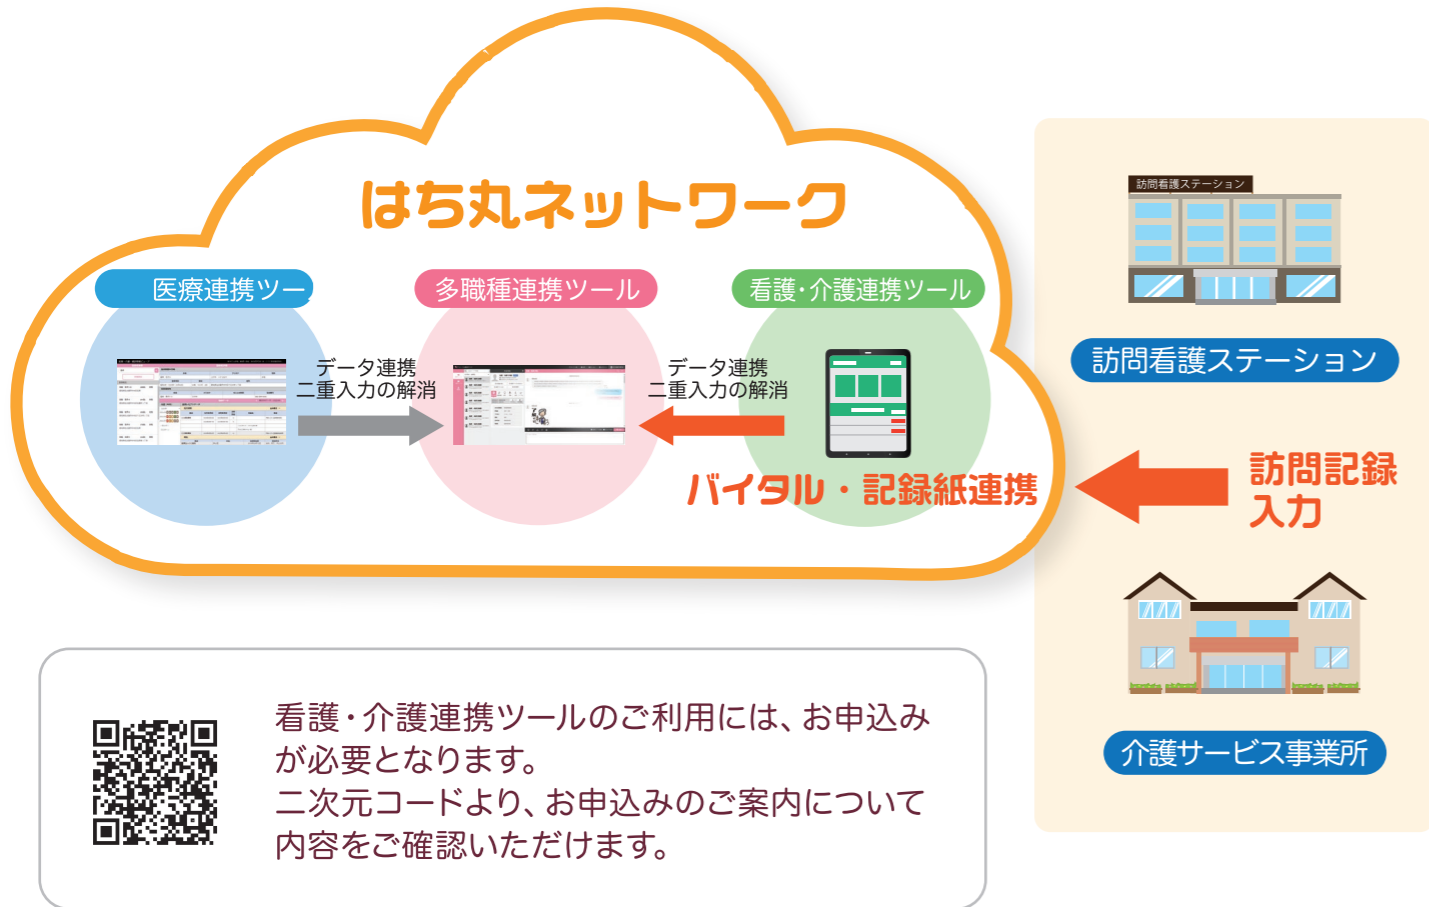 はち丸ネットワーク
医療連携ツー
多職種連携ツール
看護・介護連携ツール
データ連携
二重入力の解消
データ連携
二重入力の解消
バイタル・記録紙連携
訪問看護ステーション
訪問看護ステーション
訪問記録
入力
介護サービス事業所
看護・介護連携ツールのご利用には、お申込み
が必要となります。
二次元コードより、お申込みのご案内について
内容をご確認いただけます。